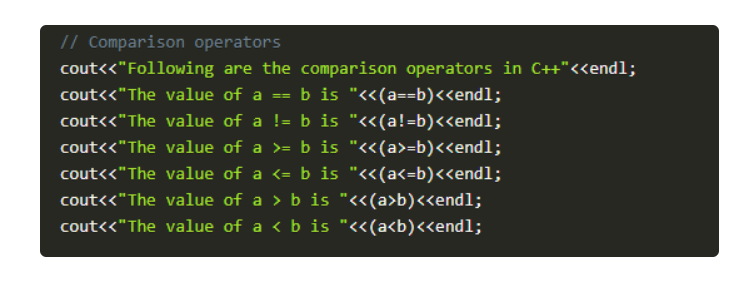 // Comparison operators
cout<<"Following are the comparison operators in C++"<<endl;
cout<<"The value of a == b is "<<(a==b)<<endl;
cout<<"The value of a != b is "<<(a!=b)<<endl;
cout<<"The value of a >= b is "<<(a>=b)<<endl;
cout<<"The value of a <= b is "<<(a<=b)<<endl;
cout<<"The value of a > b is "<<(a>b)<<endl;
cout<<"The value of a < b is "<<(a<b)<<endl;